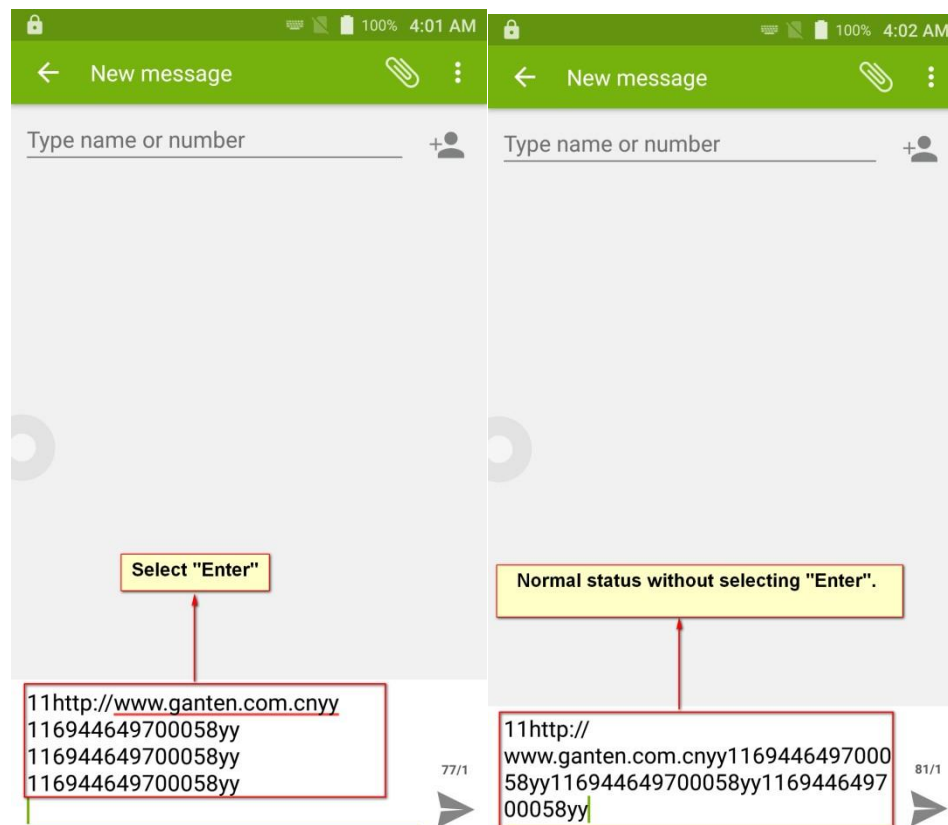 100% 4:01 AM
New message
Type name or number
Select "Enter"
11http://www.ganten.com.cnyy
116944649700058yy
116944649700058yy
116944649700058yy
77/1
100% 4:02 AM
New message
Type name or number
Normal status without selecting "Enter".
11http://
www.ganten.com.cnyy1169446497000
58yy116944649700058yy1169446497
00058yy
81/1